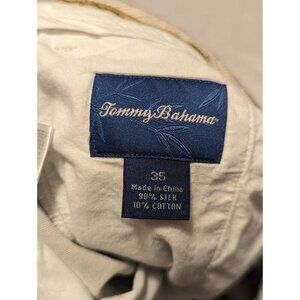 Tommy Bahama
35
Made in China
90% SILK
10% COTTON